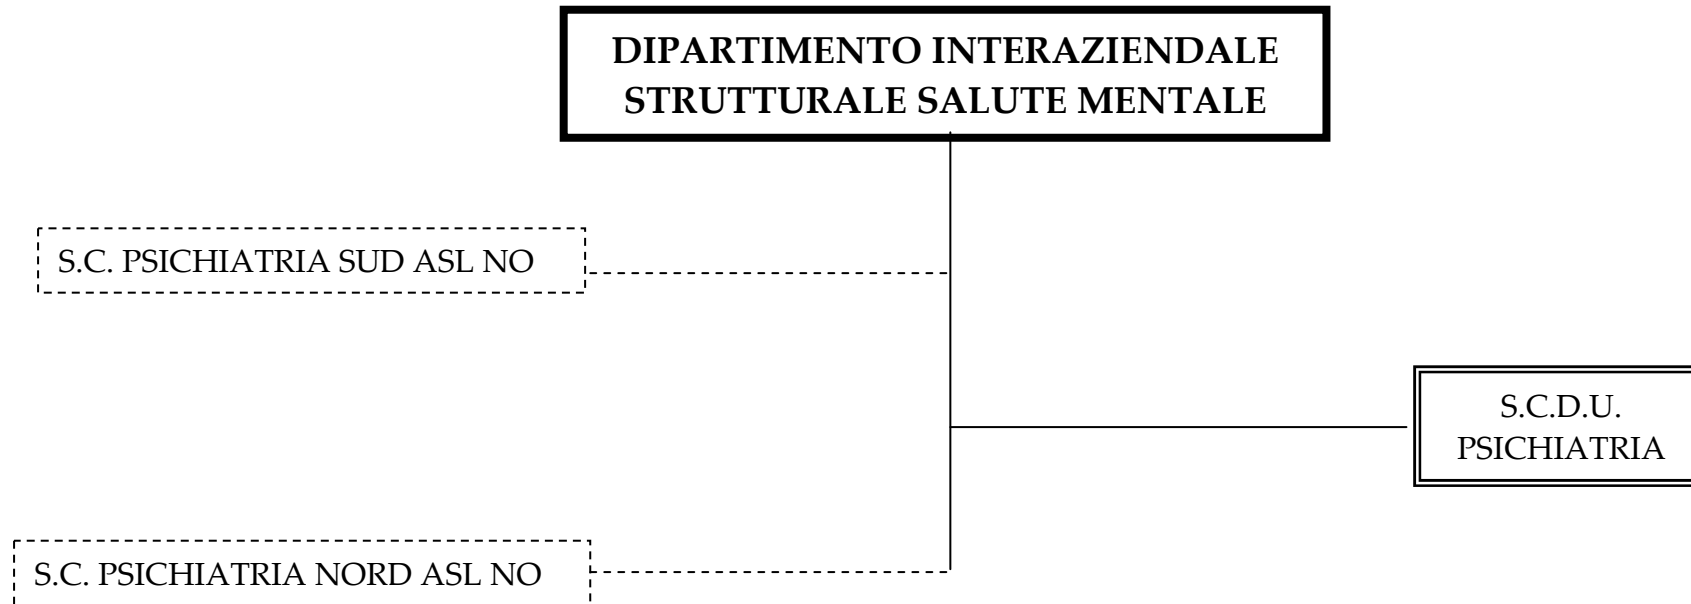 DIPARTIMENTO INTERAZIENDALE
STRUTTURALE SALUTE MENTALE
S.C. PSICHIATRIA SUD ASL NO
S.C.D.U.
PSICHIATRIA
S.C. PSICHIATRIA NORD ASL NO